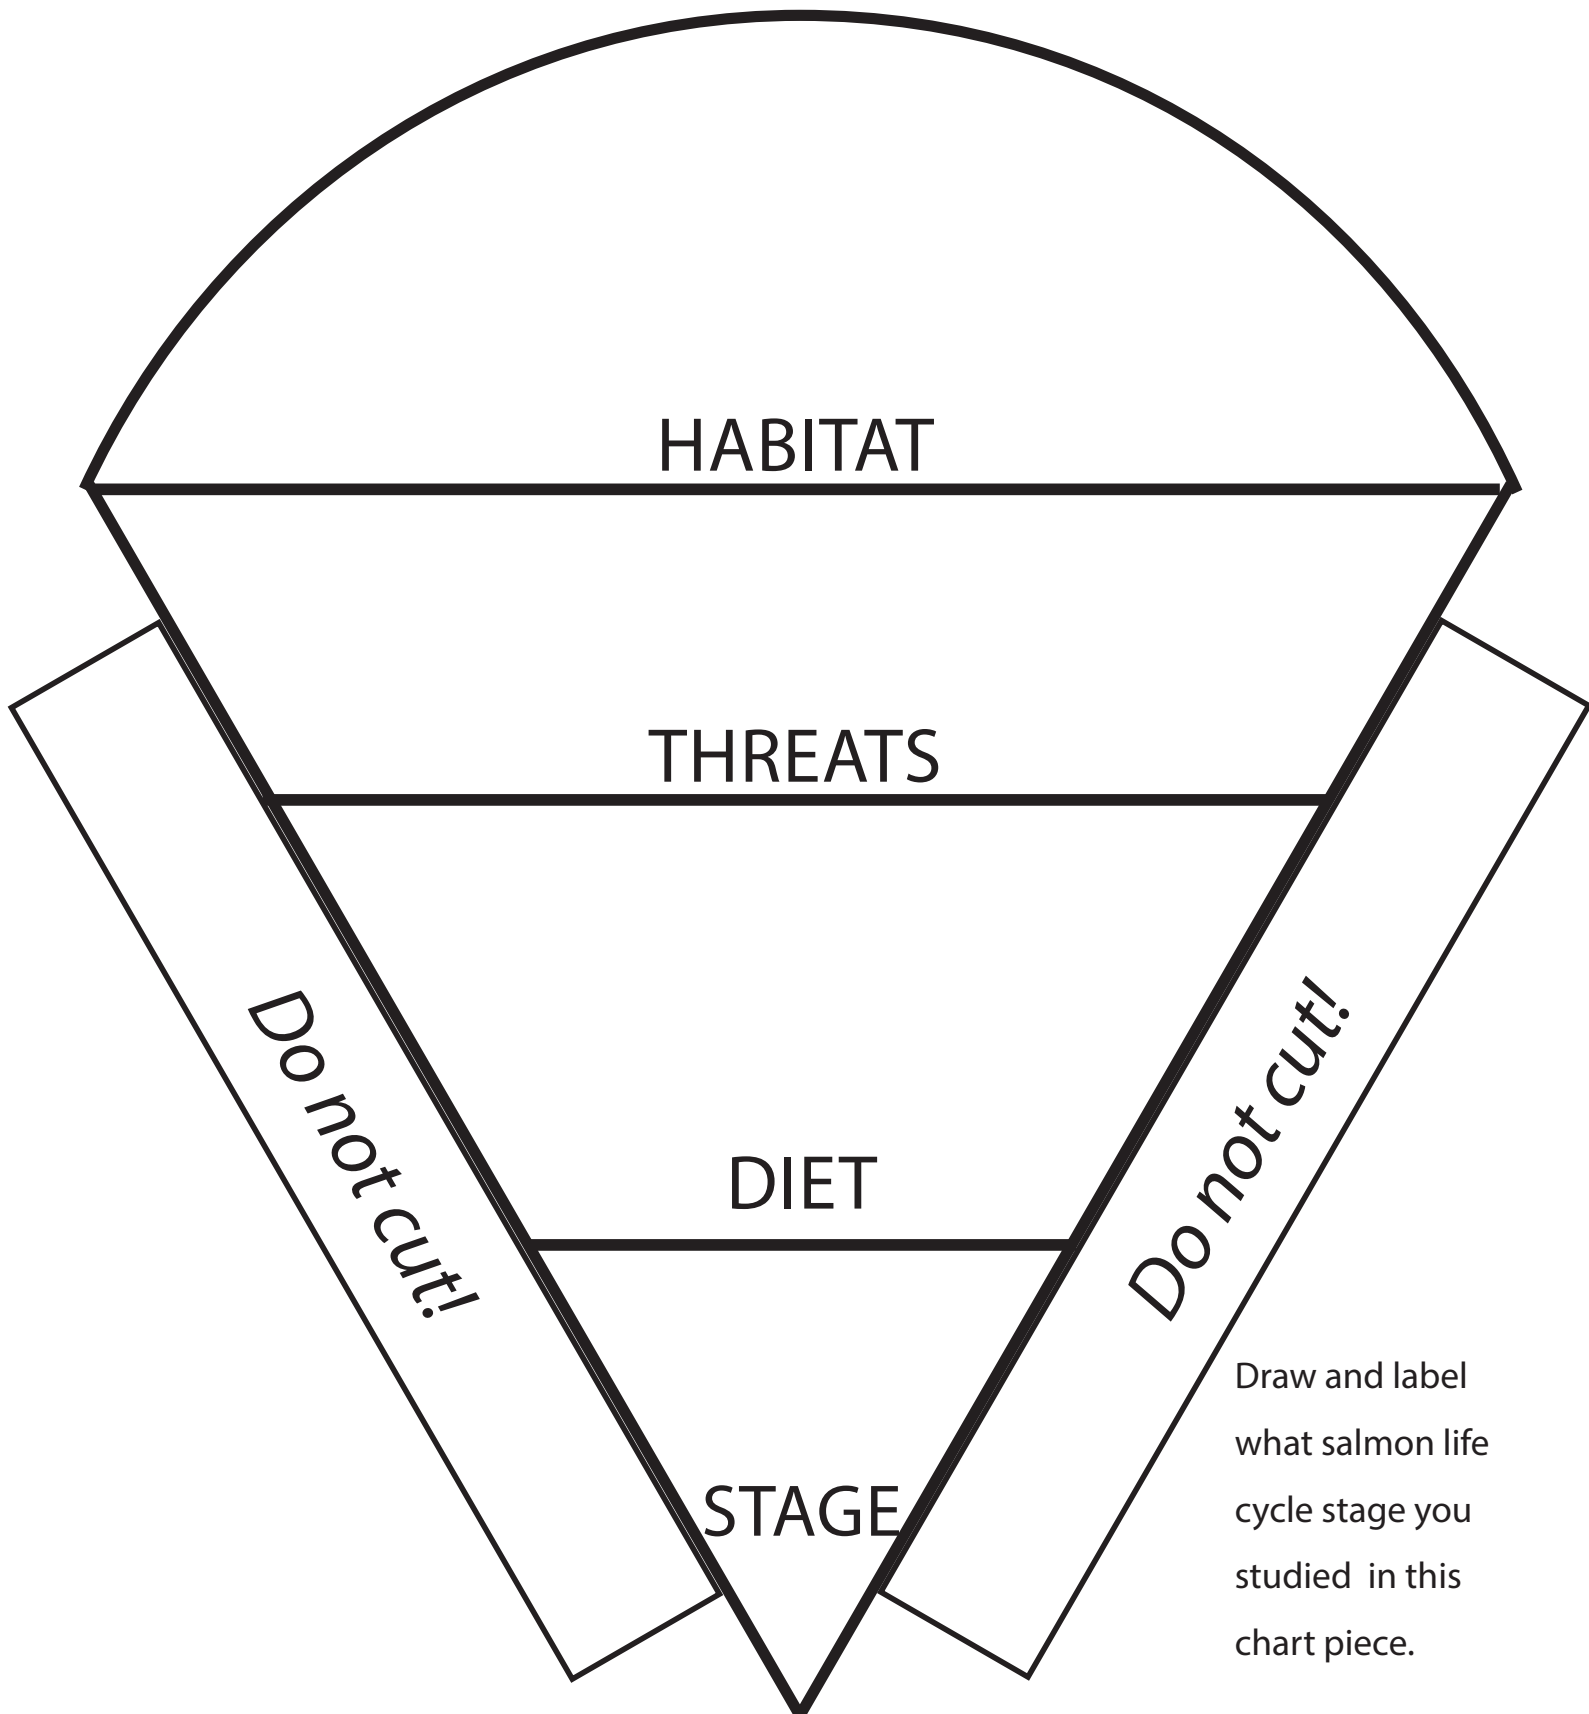 HABITAT
THREATS
Do not cut!
Do not cut!
DIET
STAGE
Draw and label
what salmon life
cycle stage you
studied in this
chart piece.